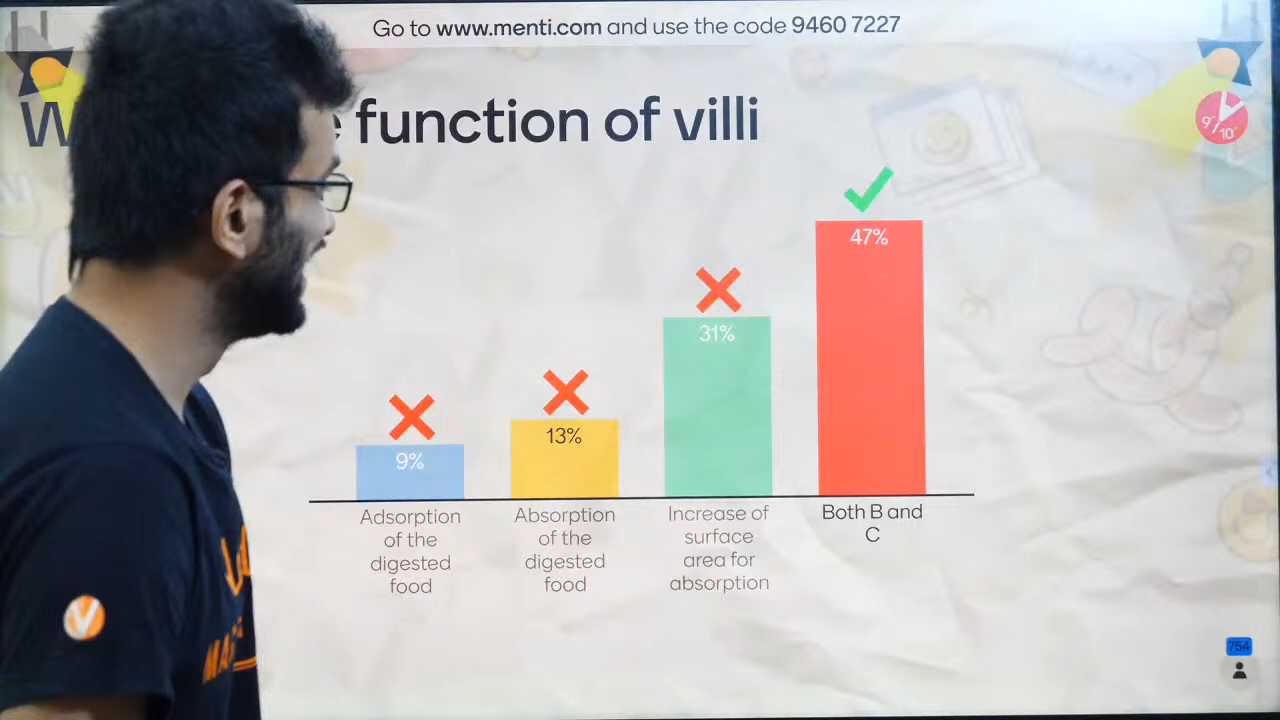 Go to www.menti.com and use the code 9460 7227
function of villi
9/10
47%
31%
13%
9%
Adsorption
of the
digested
food
Absorption
of the
digested
food
Increase of
surface
area for
absorption
Both B and
C
754
V